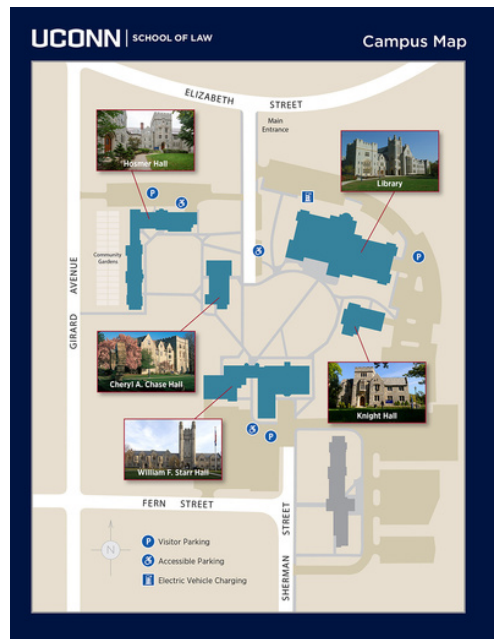 UCONN | SCHOOL OF LAW
Campus Map
ELIZABETH STREET
Main
Entrance
Hosmer Hall
Library
P
P
Community
Gardens
GIRARD AVENUE
Cheryl A. Chase Hall
Knight Hall
William F. Starr Hall
P
FERN STREET
SHERMAN STREET
N
P Visitor Parking
Accessible Parking
Electric Vehicle Charging